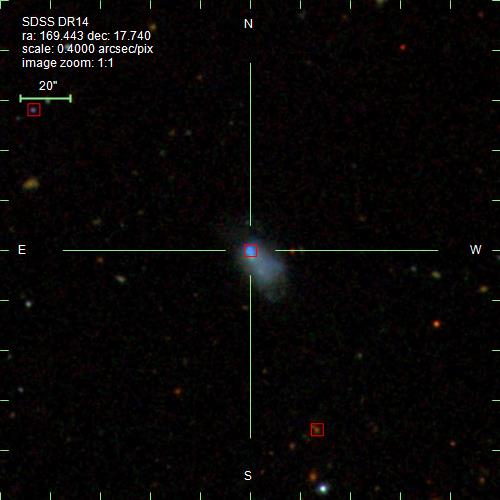 SDSS DR14
ra: 169.443 dec: 17.740
scale: 0.4000 arcsec/pix
image zoom: 1:1
20"
N
E
W
S